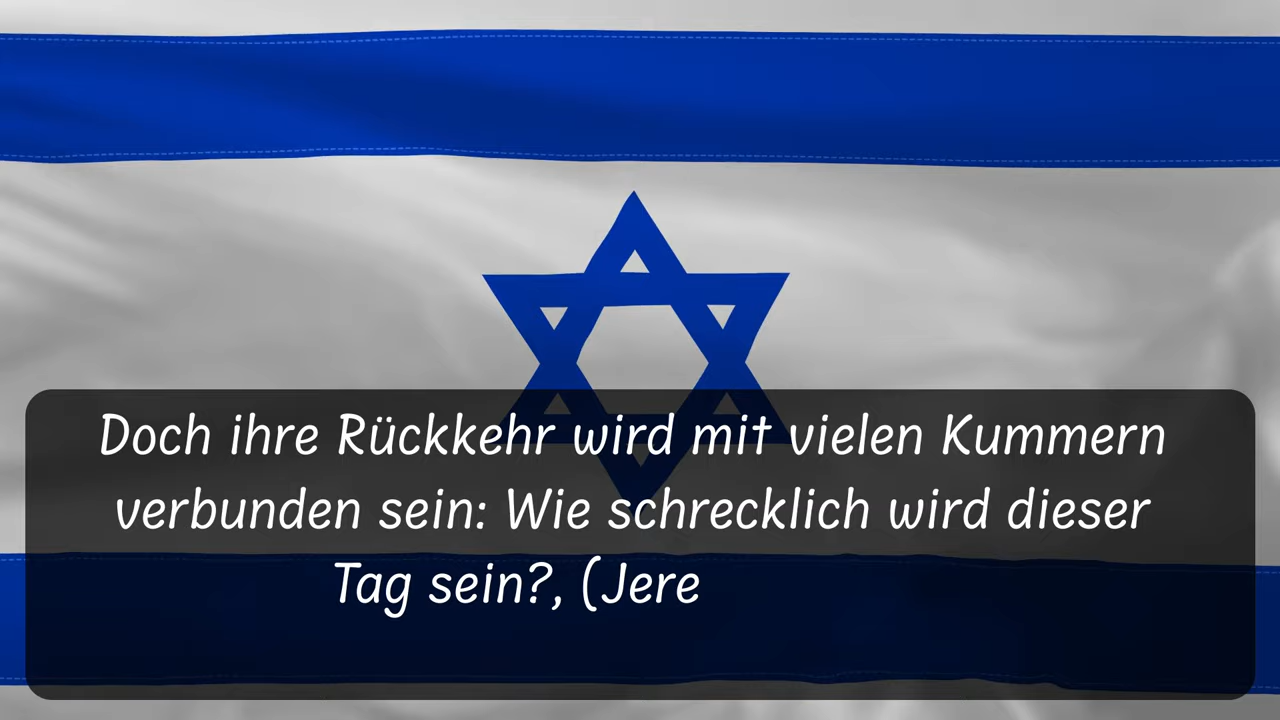 Doch ihre Rückkehr wird mit vielen Kummern
verbunden sein: Wie schrecklich wird dieser
Tag sein?, (Jere